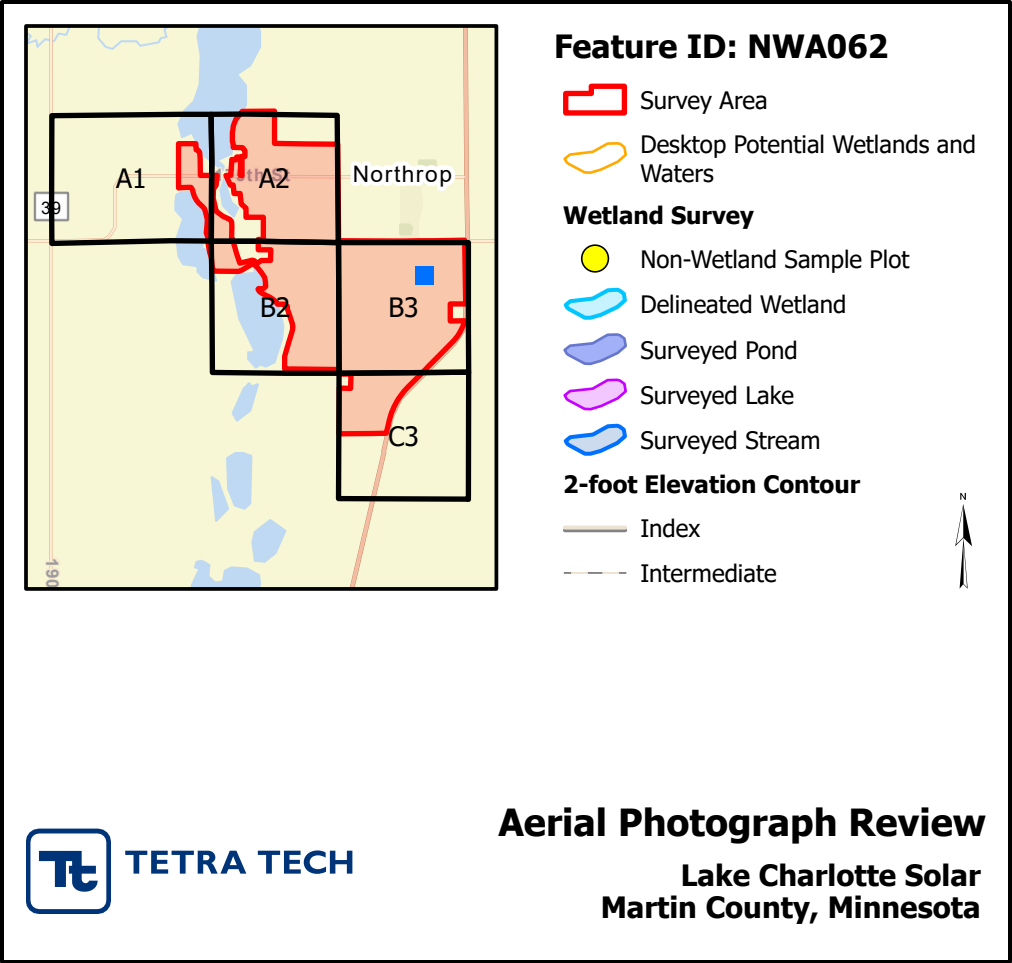 Feature ID: NWA062
Survey Area
Desktop Potential Wetlands and
Waters
Wetland Survey
Non-Wetland Sample Plot
Delineated Wetland
Surveyed Pond
Surveyed Lake
Surveyed Stream
2-foot Elevation Contour
Index
Intermediate
N
A1
A2
Northrop
39
B2
B3
C3
190
Aerial Photograph Review
Tt
TETRA TECH
Lake Charlotte Solar
Martin County, Minnesota